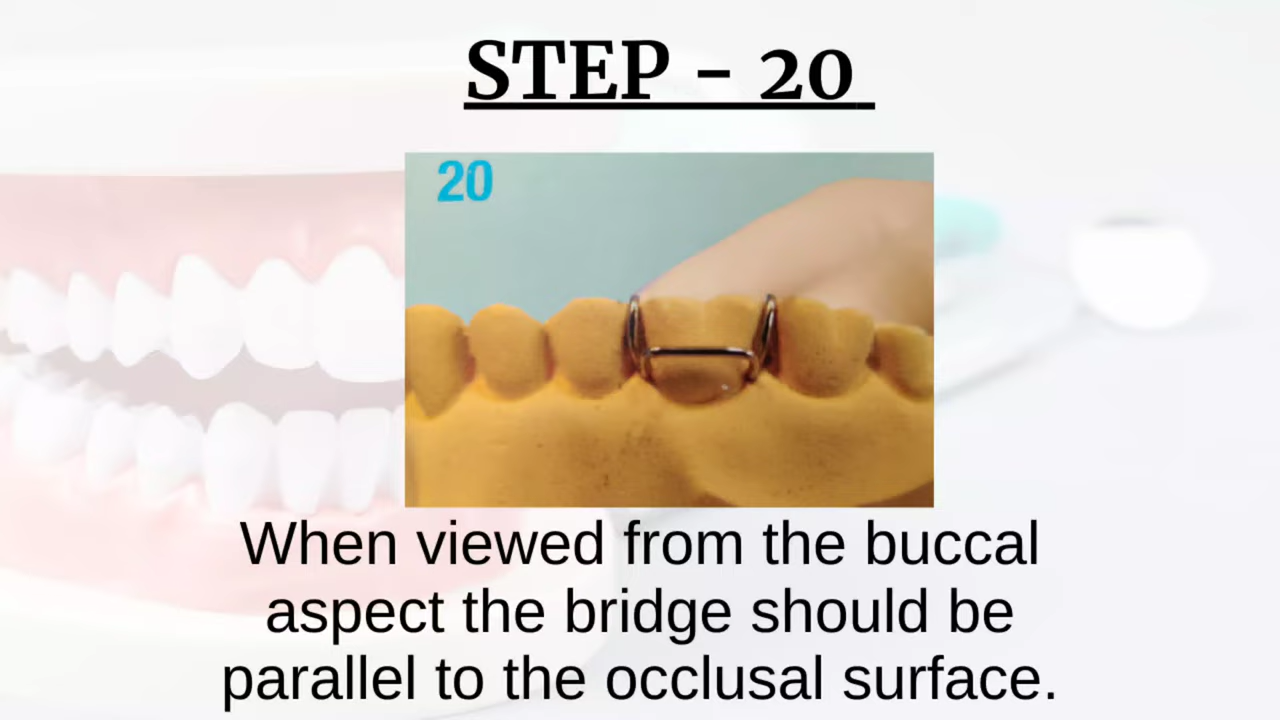 STEP - 20
20
When viewed from the buccal
aspect the bridge should be
parallel to the occlusal surface.